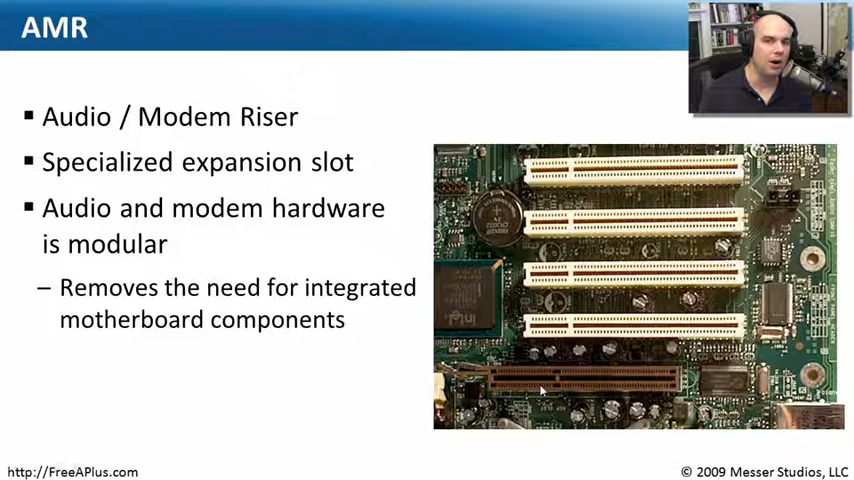 AMR
▪ Audio / Modem Riser
▪ Specialized expansion slot
▪ Audio and modem hardware
is modular
– Removes the need for integrated
motherboard components
intel
http://FreeAPlus.com
© 2009 Messer Studios, LLC